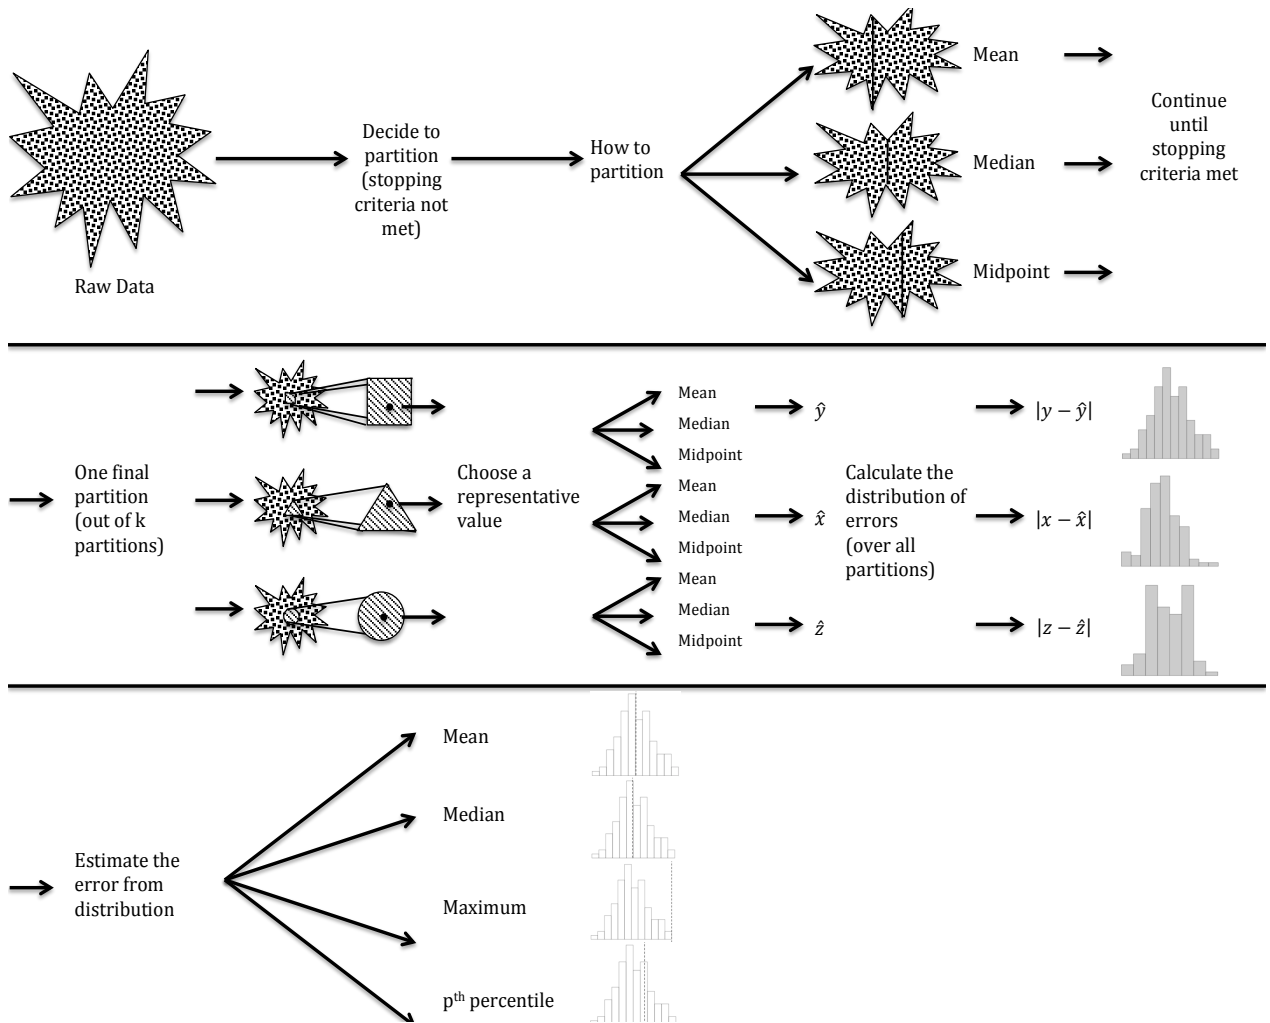 Raw Data
Decide to
partition
(stopping
criteria not
met)
How to
partition
Mean
Median
Midpoint
Continue
until
stopping
criteria met
One final
partition
(out of k
partitions)
Choose a
representative
value
Mean
Median
Midpoint
Mean
Median
Midpoint
Mean
Median
Midpoint
ŷ
x̂
ẑ
Calculate the
distribution of
errors
(over all
partitions)
|y − ŷ|
|x − x̂|
|z − ẑ|
Estimate the
error from
distribution
Mean
Median
Maximum
pth percentile